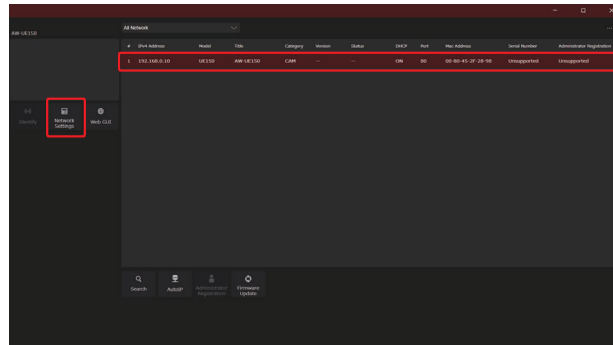 All Network
AW-UE150
# IPv4 Address Model Title Category Version Status DHCP Port Mac Address Serial Number Administrator Registration
1 192.168.0.10 UE150 AW-UE150 CAM -- -- ON 80 00-80-45-2F-28-98 Unsupported Unsupported
Identify
Network
Settings
Web GUI
Search
AutoIP
Administrator
Registration
Firmware
Update